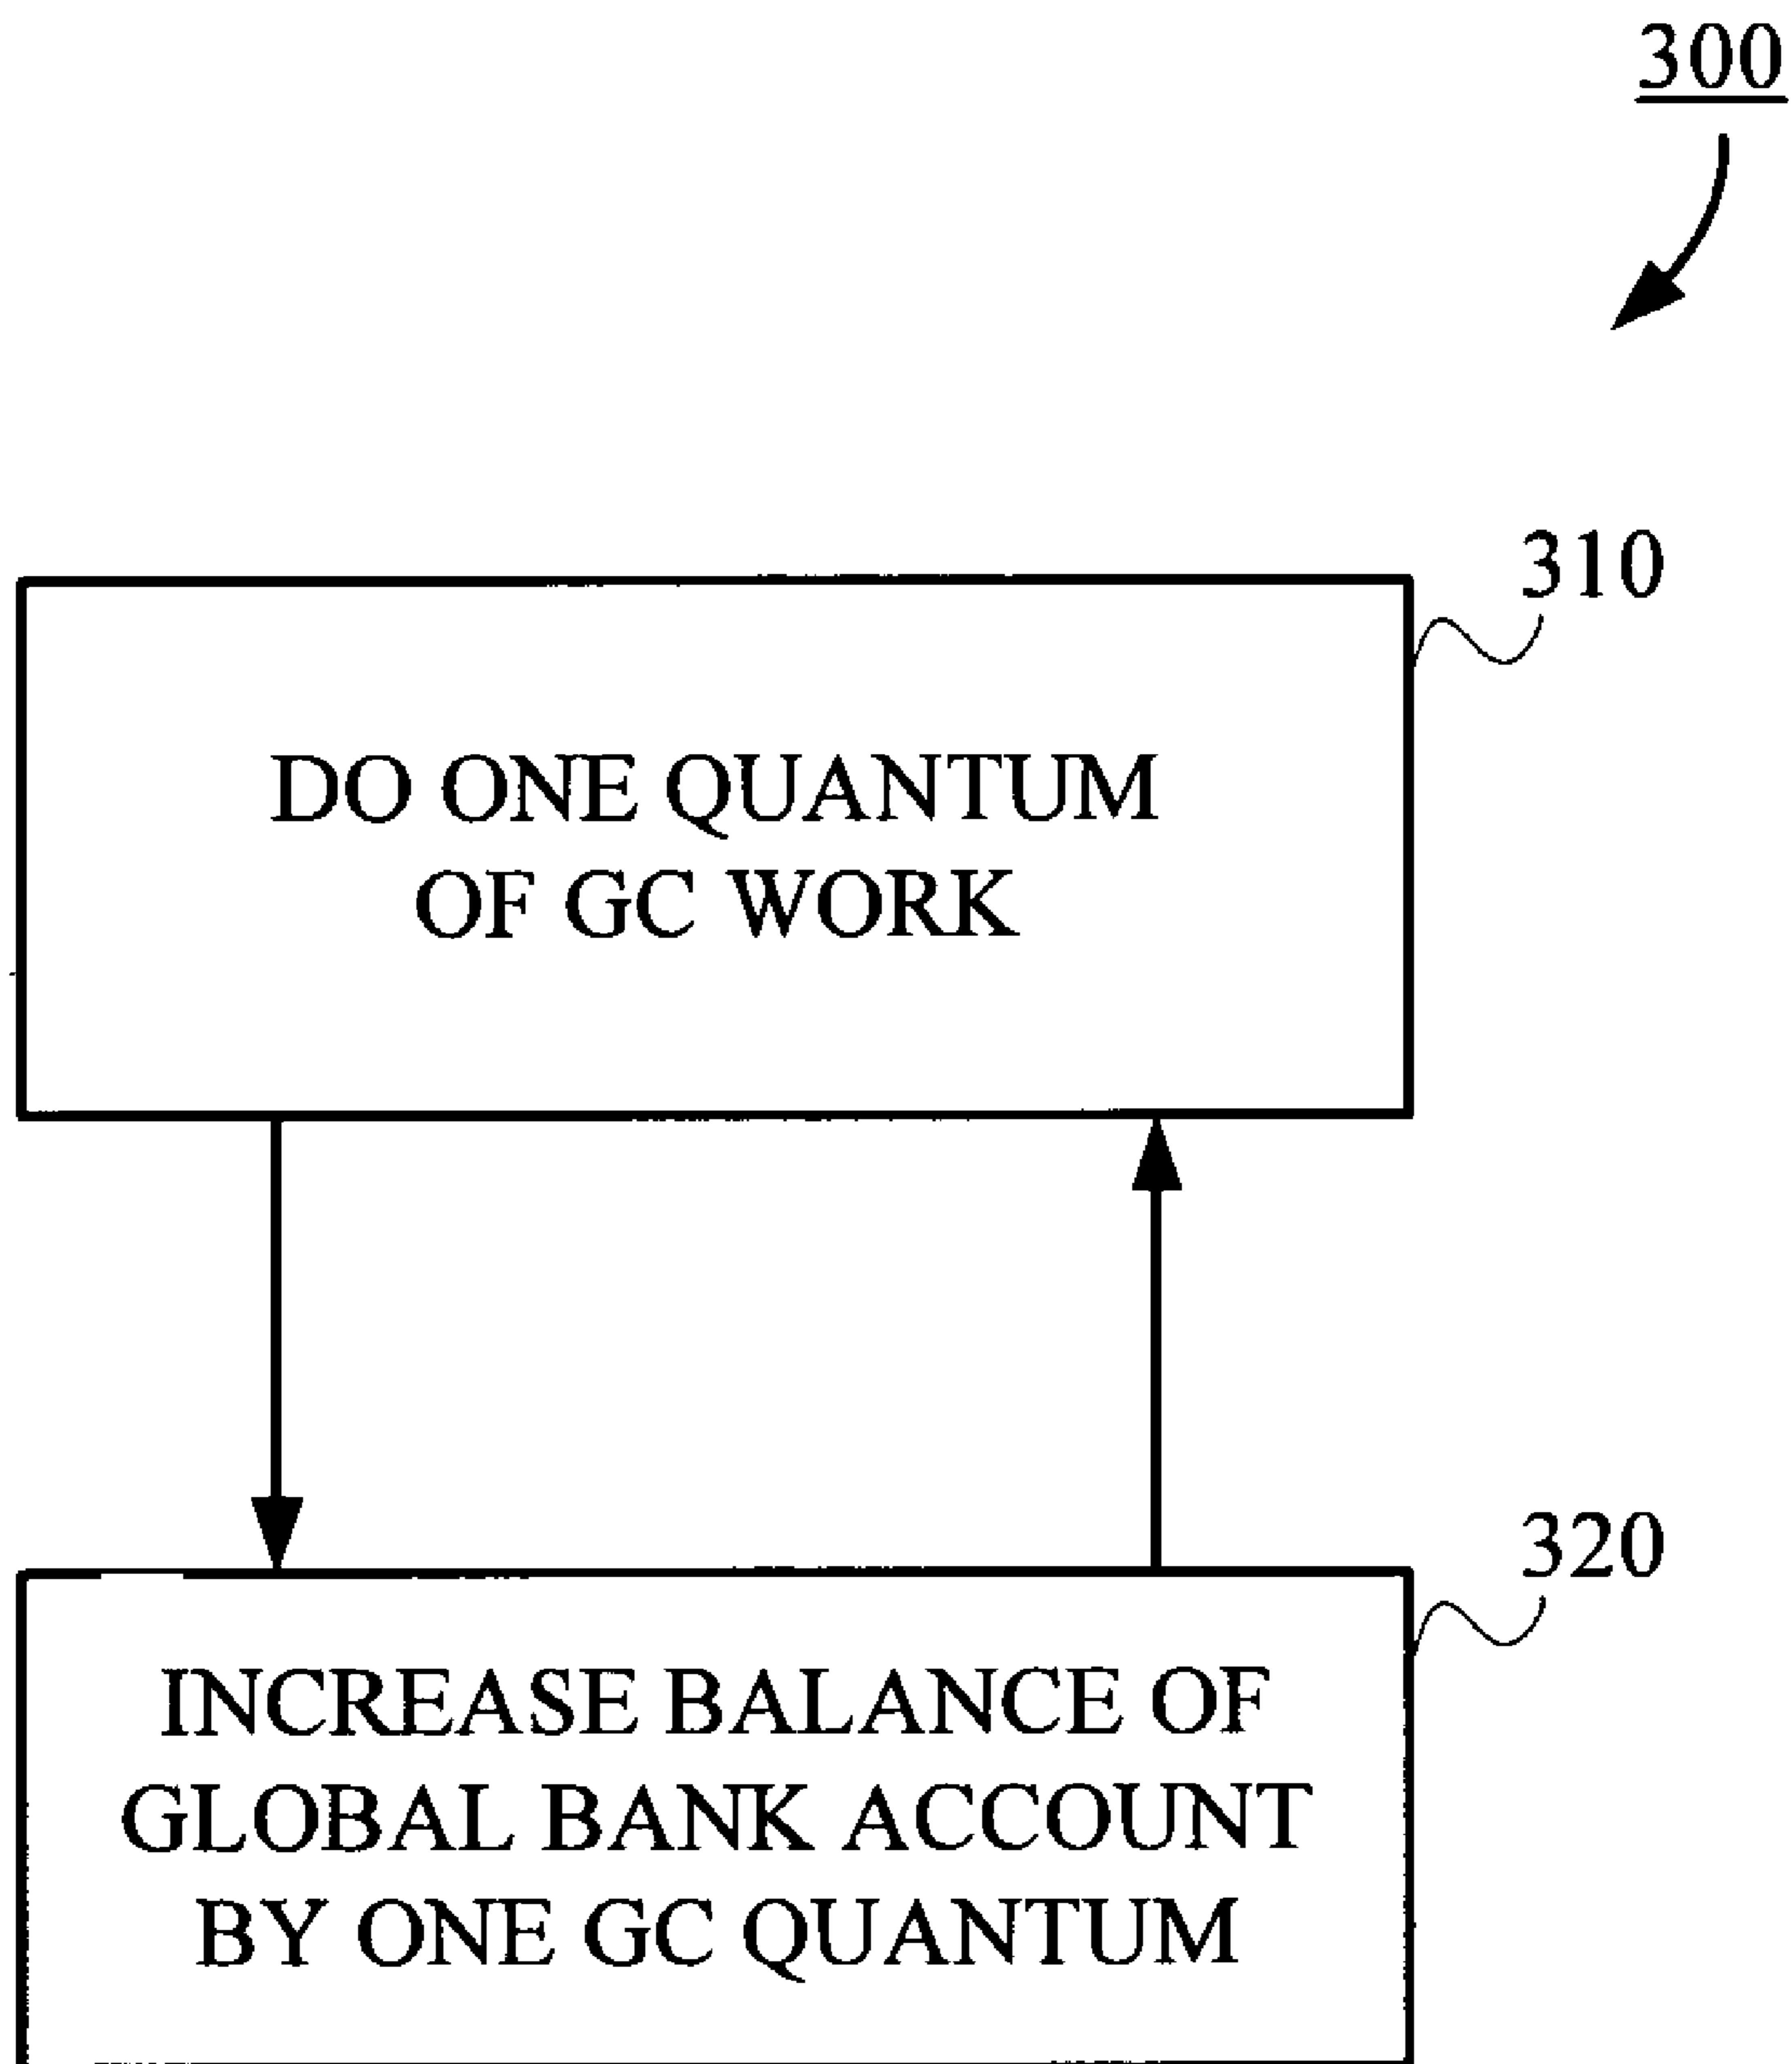 300
310
DO ONE QUANTUM
OF GC WORK
320
INCREASE BALANCE OF
GLOBAL BANK ACCOUNT
BY ONE GC QUANTUM